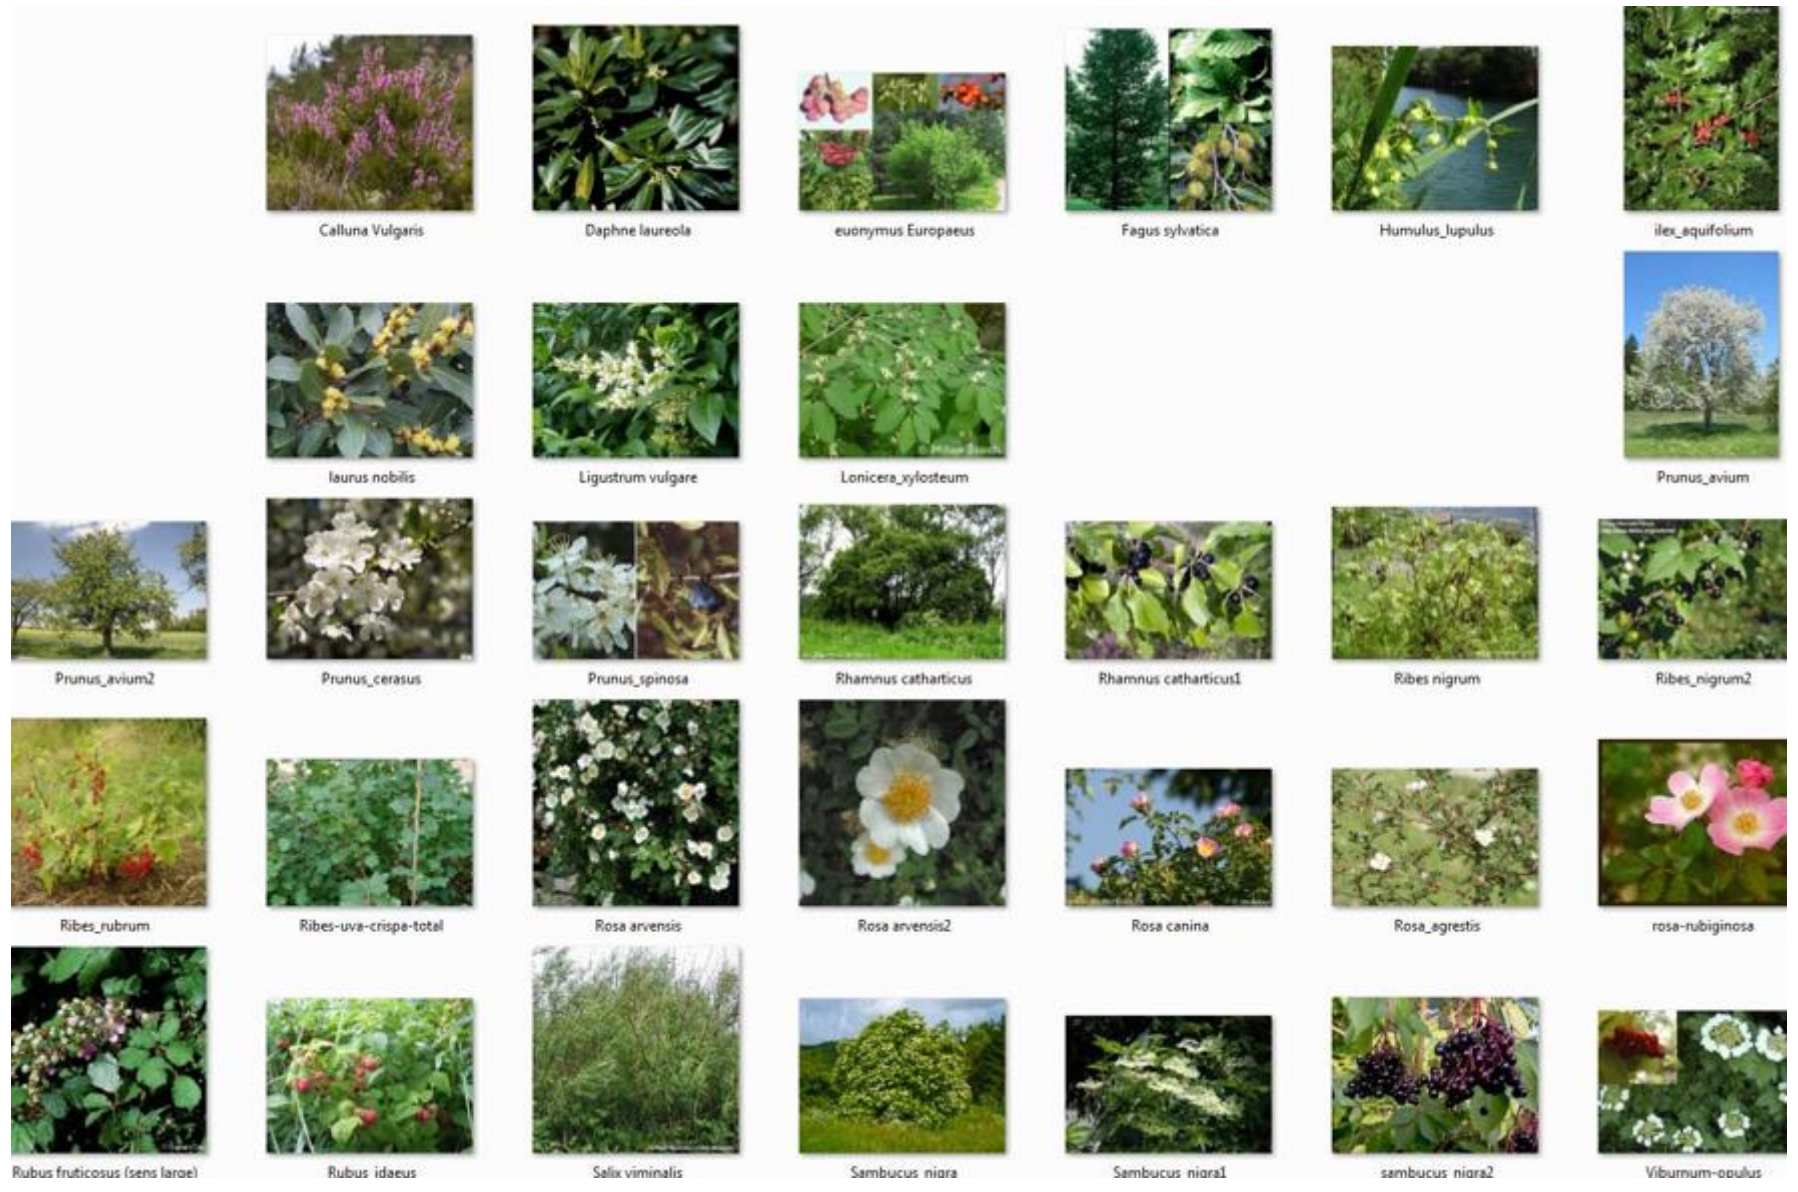 Calluna Vulgaris
Daphne laureola
euonymus Europaeus
Fagus sylvatica
Humulus_lupulus
ilex_aquifolium
laurus nobilis
Ligustrum vulgare
Lonicera_xylosteum
Prunus_avium
Prunus_avium2
Prunus_cerasus
Prunus_spinosa
Rhamnus catharticus
Rhamnus catharticus1
Ribes nigrum
Ribes_nigrum2
Ribes_rubrum
Ribes-uva-crispa-total
Rosa arvensis
Rosa arvensis2
Rosa canina
Rosa_agrestis
rosa-rubiginosa
Rubus fruticosus (sens large)
Rubus_idaeus
Salix viminalis
Sambucus_nigra
Sambucus_nigra1
sambucus_nigra2
Viburnum-opulus